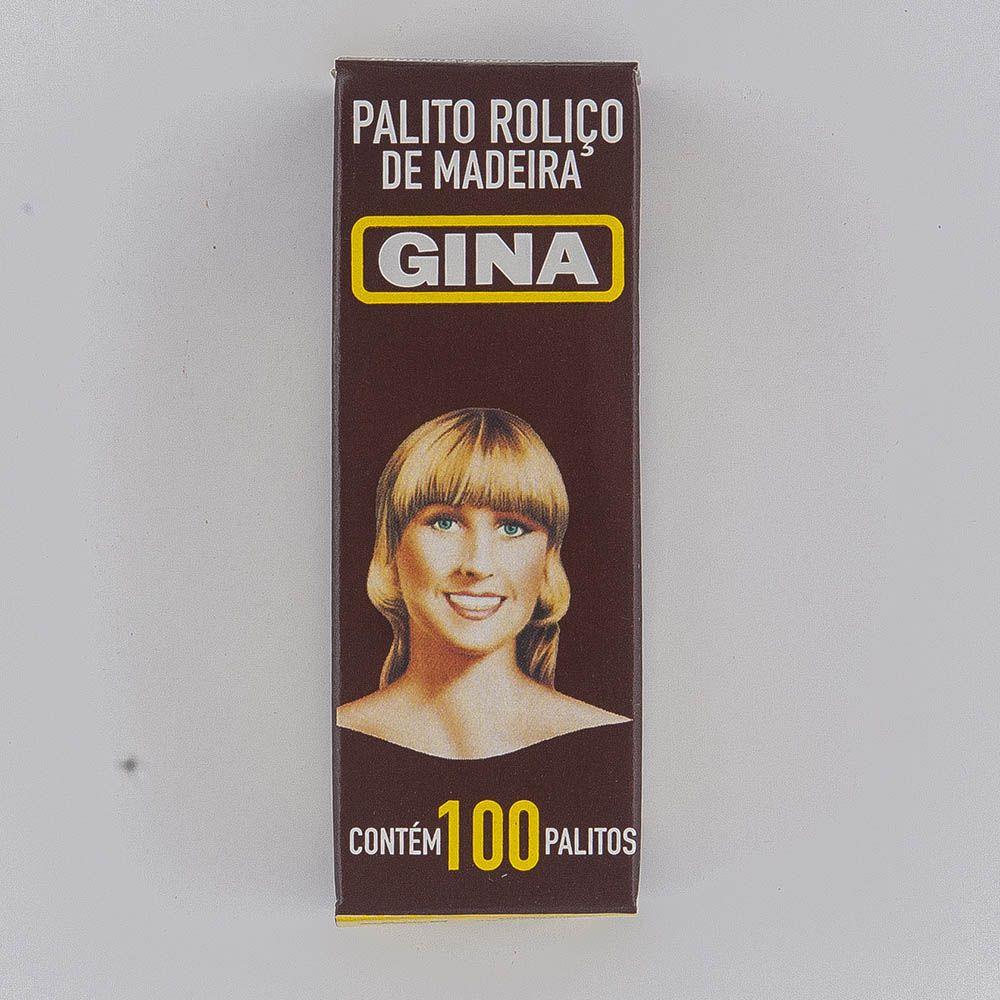 PALITO ROLIÇO
DE MADEIRA
GINA
CONTÉM 100 PALITOS